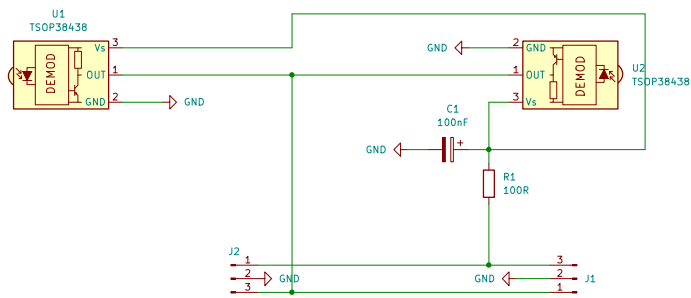 U1
TSOP38438
Vs
3
OUT
1
GND
2
GND
DEMOD
GND
2
GND
1
OUT
3
Vs
DEMOD
U2
TSOP38438
C1
100nF
GND
+
R1
100R
J2
1
2
3
GND
GND
3
2
1
J1